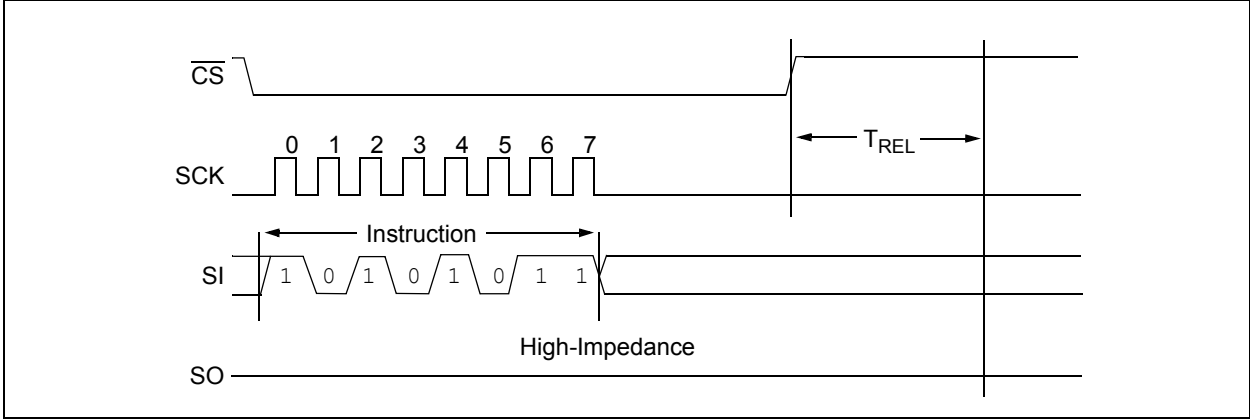 CS
TREL
0 1 2 3 4 5 6 7
SCK
Instruction
SI 1 0 1 0 1 0 1 1
High-Impedance
SO